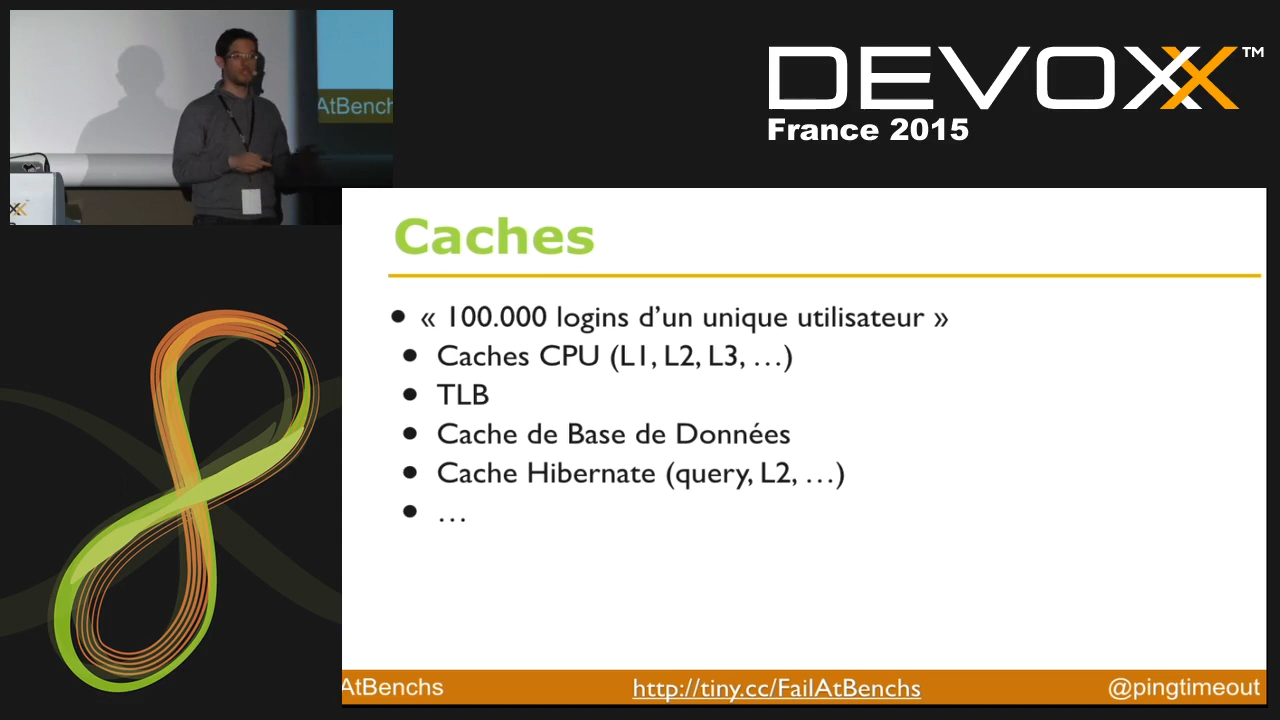 AtBench
DEVOXX™
France 2015
Caches
• « 100.000 logins d’un unique utilisateur »
• Caches CPU (L1, L2, L3, …)
• TLB
• Cache de Base de Données
• Cache Hibernate (query, L2, …)
• …
AtBenchs
http://tiny.cc/FailAtBenchs
@pingtimeout